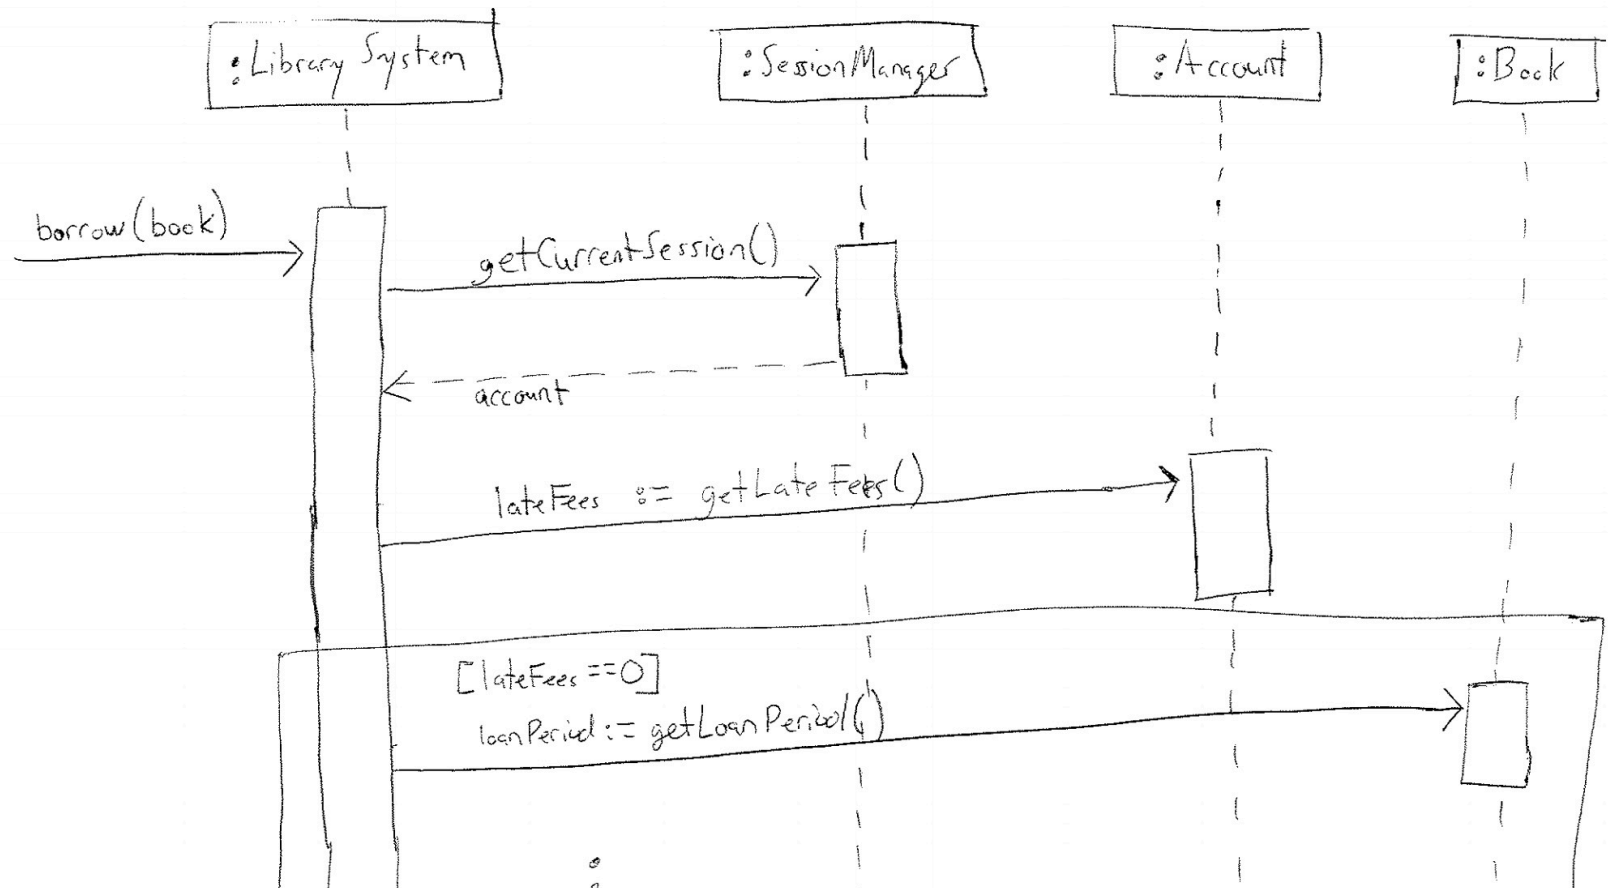 :Library System
:SessionManager
:Account
:Book
borrow(book)
getCurrentSession()
account
lateFees := getLateFees()
[lateFees==0]
loanPeriod:= getLoanPeriod()